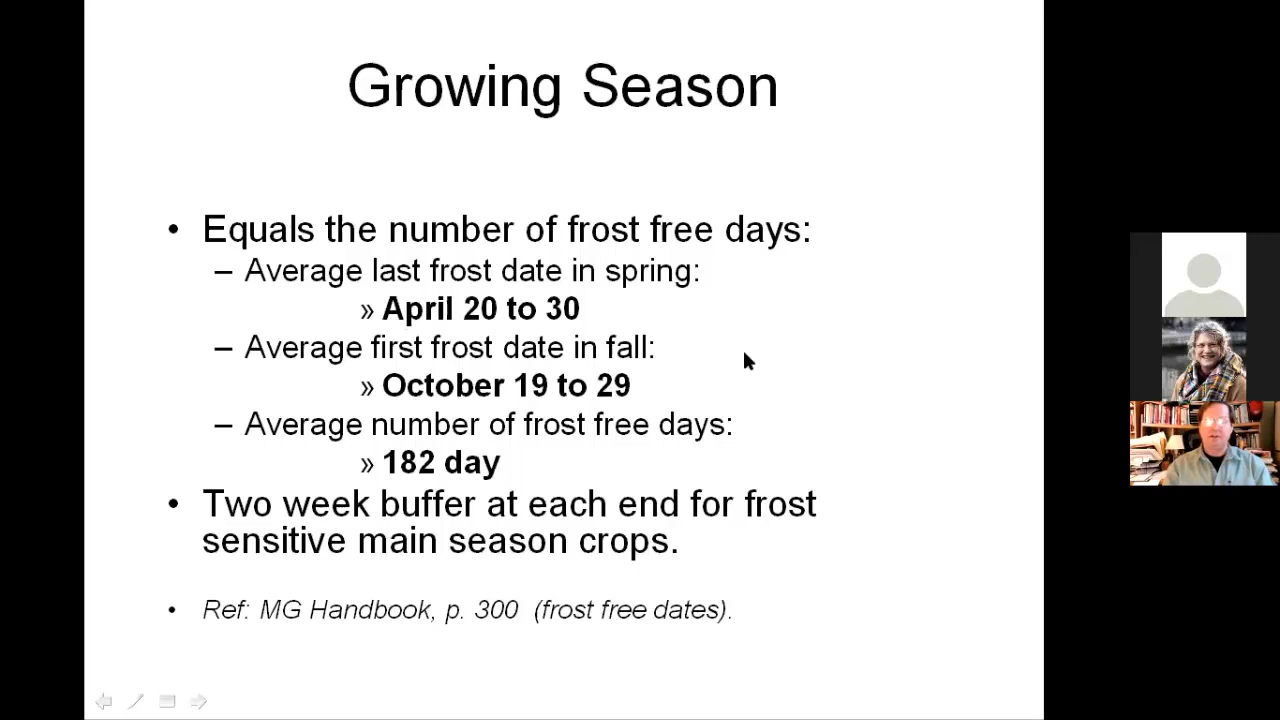 Growing Season
• Equals the number of frost free days:
– Average last frost date in spring:
» April 20 to 30
– Average first frost date in fall:
» October 19 to 29
– Average number of frost free days:
» 182 day
• Two week buffer at each end for frost
sensitive main season crops.
• Ref: MG Handbook, p. 300 (frost free dates).